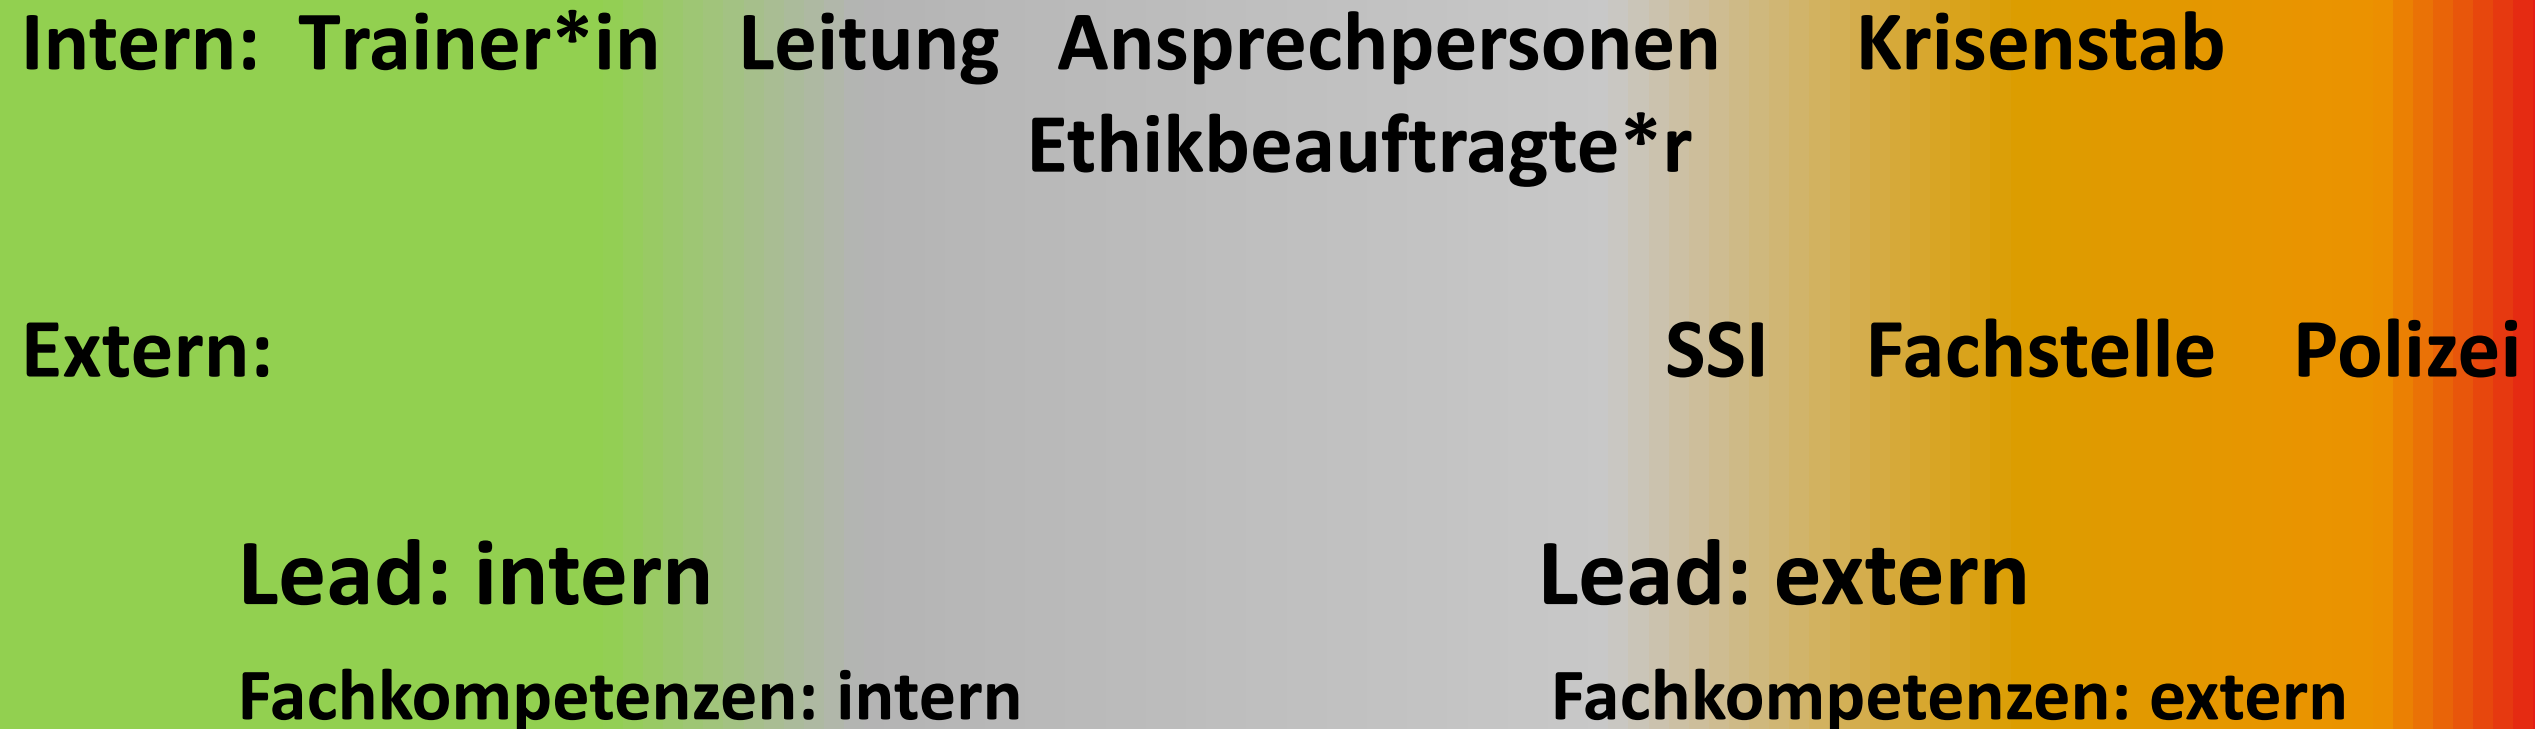 Intern: Trainer*in Leitung Ansprechpersonen Krisenstab
Ethikbeauftragte*r
Extern: SSI Fachstelle Polizei
Lead: intern Lead: extern
Fachkompetenzen: intern Fachkompetenzen: extern